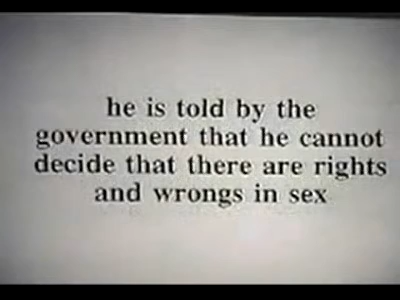 he is told by the
government that he cannot
decide that there are rights
and wrongs in sex